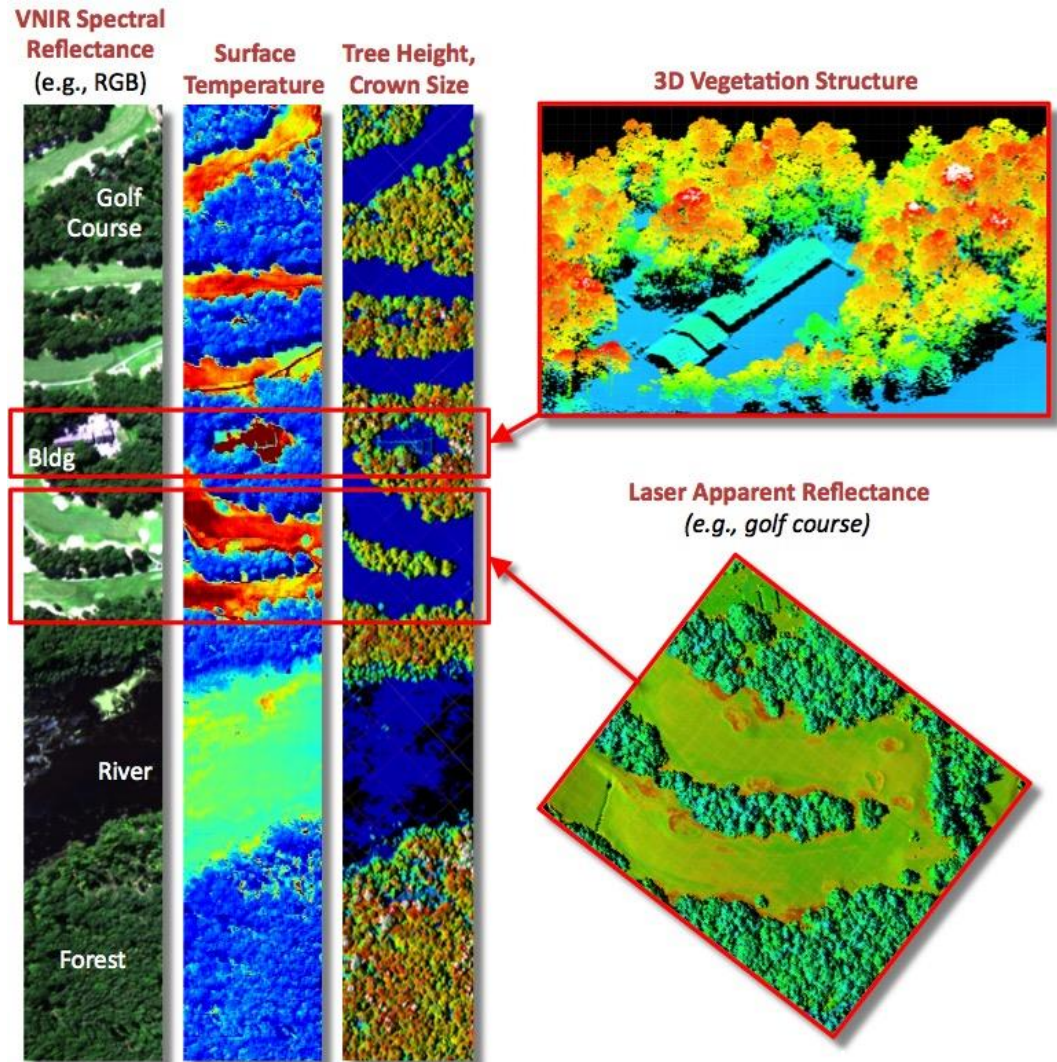 VNIR Spectral
Reflectance
(e.g., RGB)
Surface
Temperature
Tree Height,
Crown Size
3D Vegetation Structure
Golf
Course
Bldg
Laser Apparent Reflectance
(e.g., golf course)
River
Forest